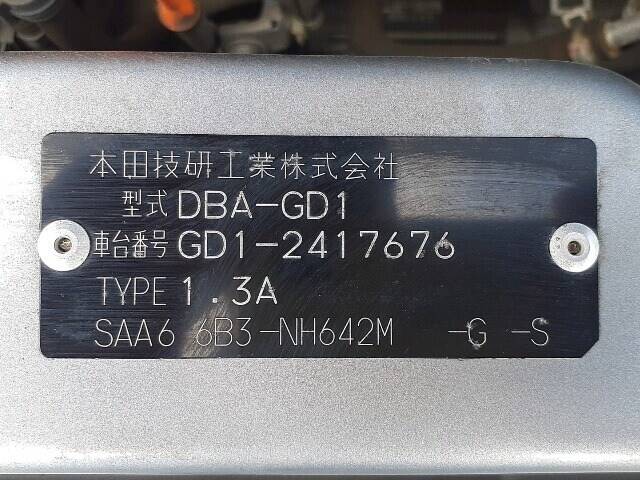 本田技研工業株式会社
型式 DBA-GD1
車台番号 GD1-2417676
TYPE 1.3A
SAA6 6B3-NH642M -G -S